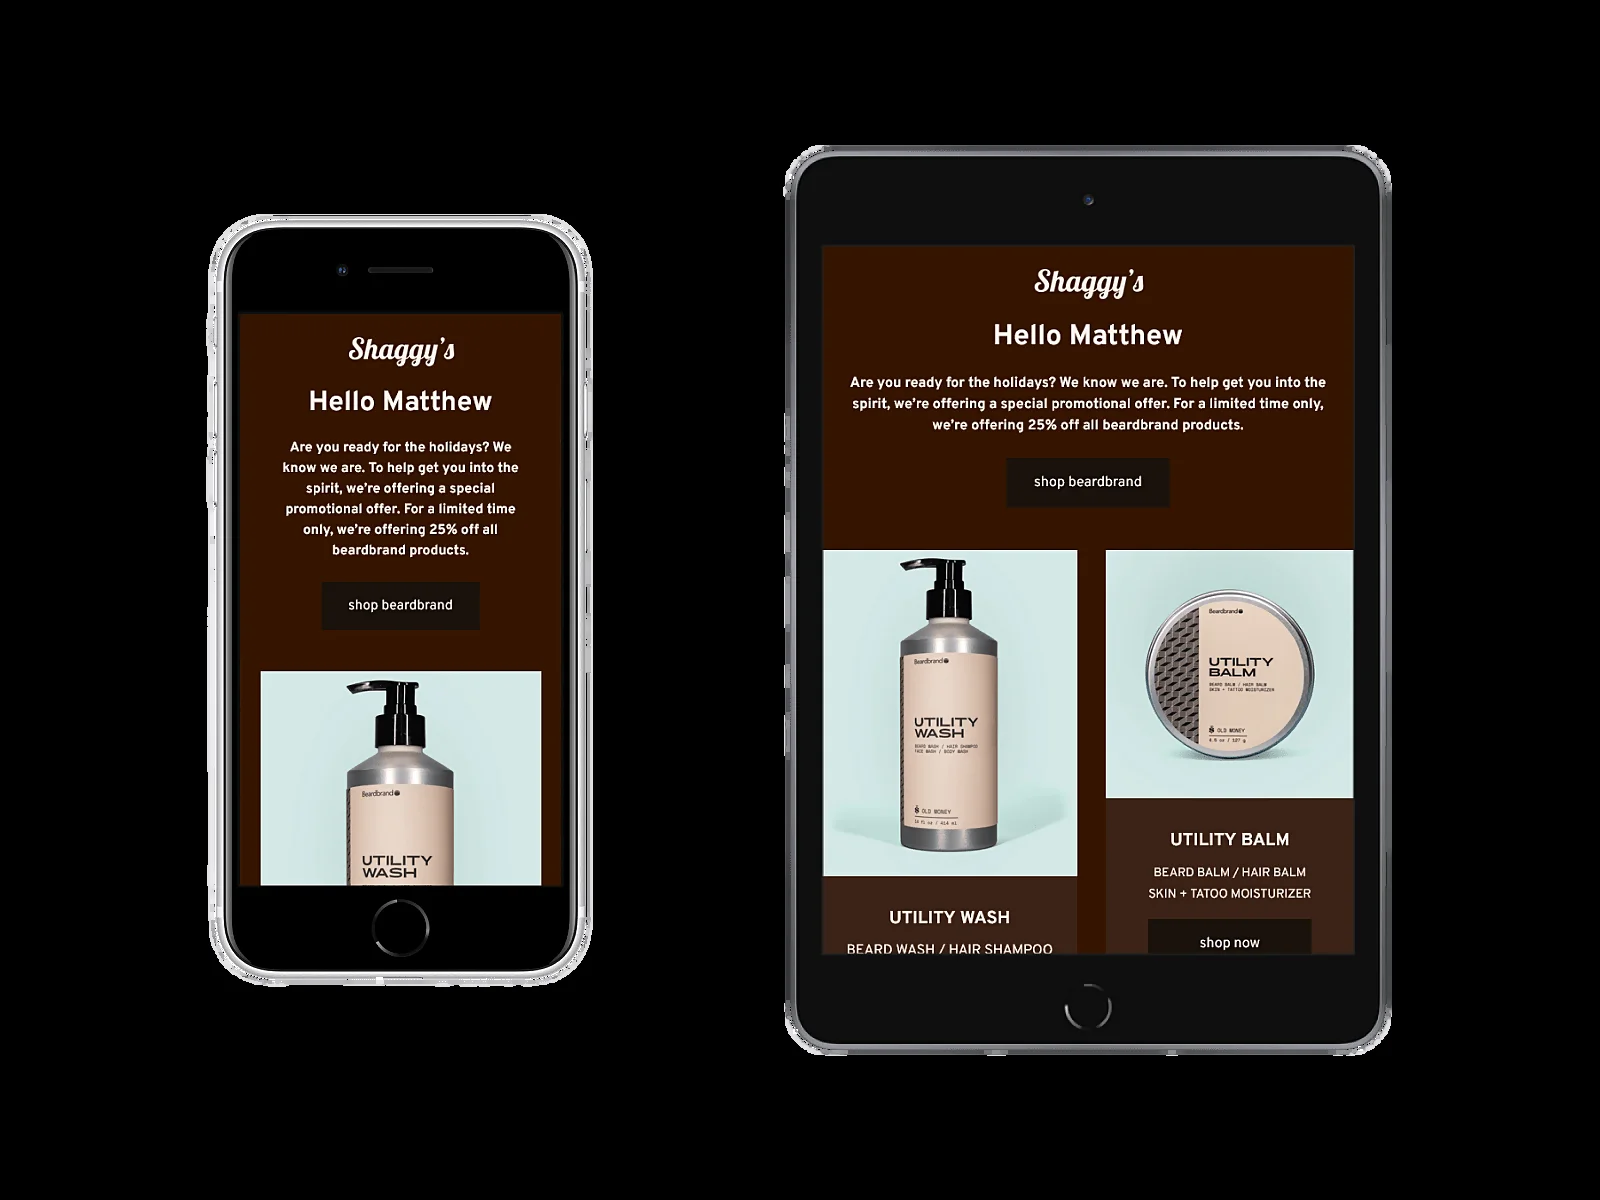 Shaggy's
Hello Matthew
Are you ready for the holidays? We
know we are. To help get you into the
spirit, we're offering a special
promotional offer. For a limited time
only, we're offering 25% off all
beardbrand products.
shop beardbrand
Beardbrand
UTILITY
WASH
Shaggy's
Hello Matthew
Are you ready for the holidays? We know we are. To help get you into the
spirit, we're offering a special promotional offer. For a limited time only,
we're offering 25% off all beardbrand products.
shop beardbrand
Beardbrand
UTILITY
WASH
BEARD WASH / HAIR SHAMPOO
FACE WASH / BODY WASH
OLD MONEY
14 fl oz / 414 ml
UTILITY WASH
BEARD WASH / HAIR SHAMPOO
Beardbrand
UTILITY
BALM
BEARD BALM / HAIR BALM
SKIN + TATTOO MOISTURIZER
OLD MONEY
UTILITY BALM
BEARD BALM / HAIR BALM
SKIN + TATOO MOISTURIZER
shop now